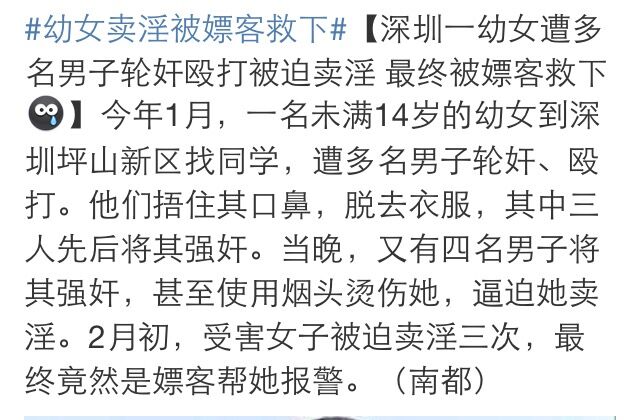 #幼女卖淫被嫖客救下#【深圳一幼女遭多
名男子轮奸殴打被迫卖淫 最终被嫖客救下
】今年1月，一名未满14岁的幼女到深
圳坪山新区找同学，遭多名男子轮奸、殴
打。他们捂住其口鼻，脱去衣服，其中三
人先后将其强奸。当晚，又有四名男子将
其强奸，甚至使用烟头烫伤她，逼迫她卖
淫。2月初，受害女子被迫卖淫三次，最
终竟然是嫖客帮她报警。（南都）